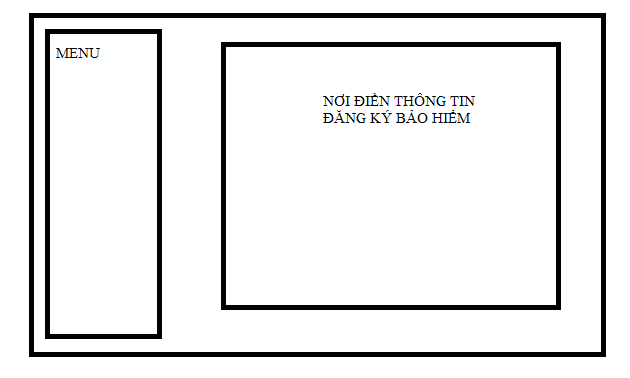 MENU
NƠI ĐIỀN THÔNG TIN
ĐĂNG KÝ BẢO HIỂM